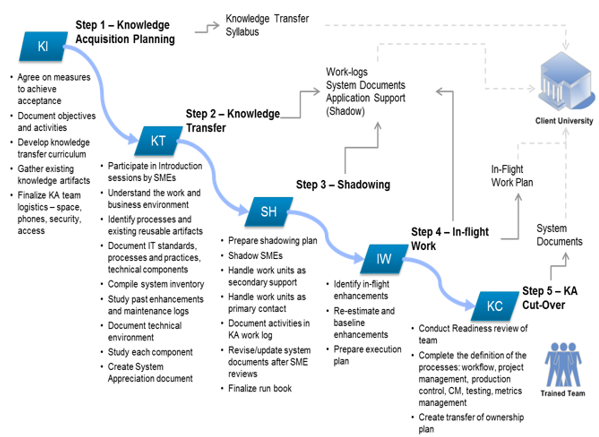 Step 1 – Knowledge
Acquisition Planning
Knowledge Transfer
Syllabus
KI
• Agree on measures
to achieve
acceptance
• Document objectives
and activities
• Develop knowledge
transfer curriculum
• Gather existing
knowledge artifacts
• Finalize KA team
logistics – space,
phones, security,
access
Step 2 – Knowledge
Transfer
KT
• Participate in Introduction
sessions by SMEs
• Understand the work and
business environment
• Identify processes and
existing reusable artifacts
• Document IT standards,
processes and practices,
technical components
• Compile system inventory
• Study past enhancements
and maintenance logs
• Document technical
environment
• Study each component
• Create System
Appreciation document
Work-logs
System Documents
Application Support
(Shadow)
Client University
Step 3 – Shadowing
SH
• Prepare shadowing plan
• Shadow SMEs
• Handle work units as
secondary support
• Handle work units as
primary contact
• Document activities in
KA work log
• Revise/update system
documents after SME
reviews
• Finalize run book
In-Flight
Work Plan
Step 4 – In-flight
Work
IW
• Identify in-flight
enhancements
• Re-estimate and
baseline
enhancements
• Prepare execution
plan
System
Documents
Step 5 – KA
Cut-Over
KC
• Conduct Readiness review of
team
• Complete the definition of the
processes: workflow, project
management, production
control, CM, testing, metrics
management
• Create transfer of ownership
plan
Trained Team